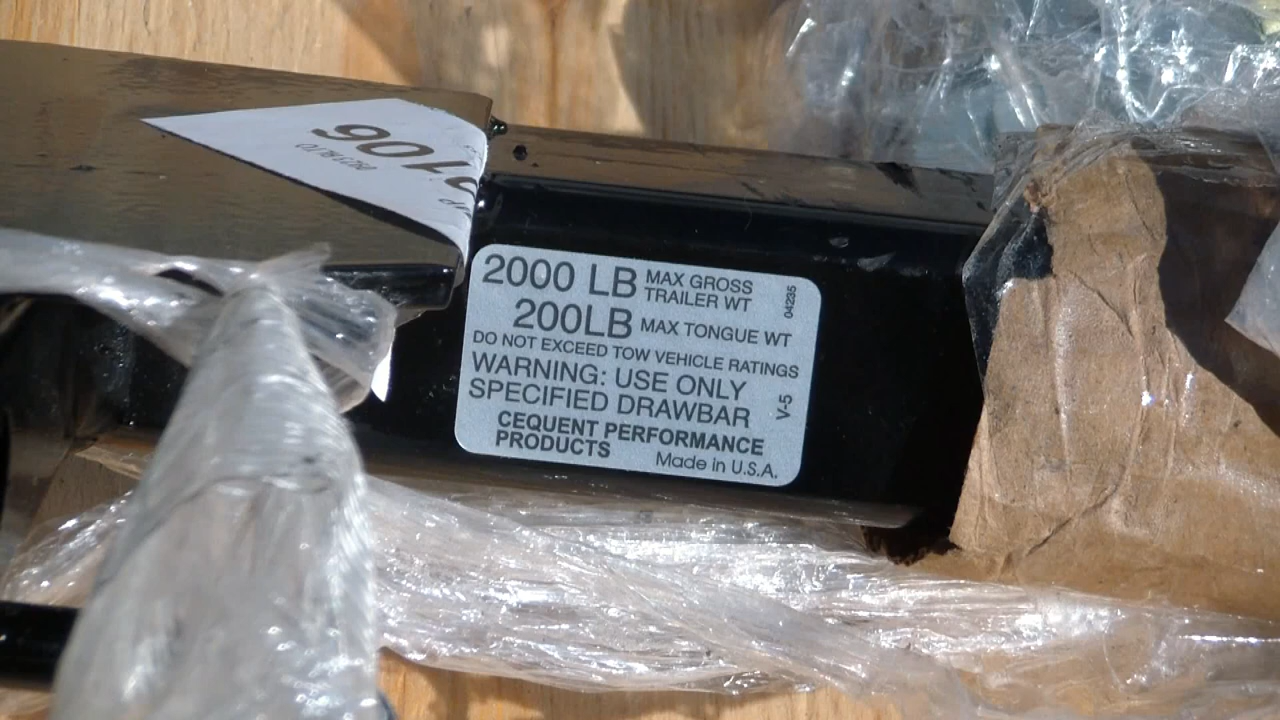 9016
2000 LB MAX GROSS
TRAILER WT
04235
200LB MAX TONGUE WT
DO NOT EXCEED TOW VEHICLE RATINGS
WARNING: USE ONLY
SPECIFIED DRAWBAR
V-5
CEQUENT PERFORMANCE
PRODUCTS
Made in U.S.A.